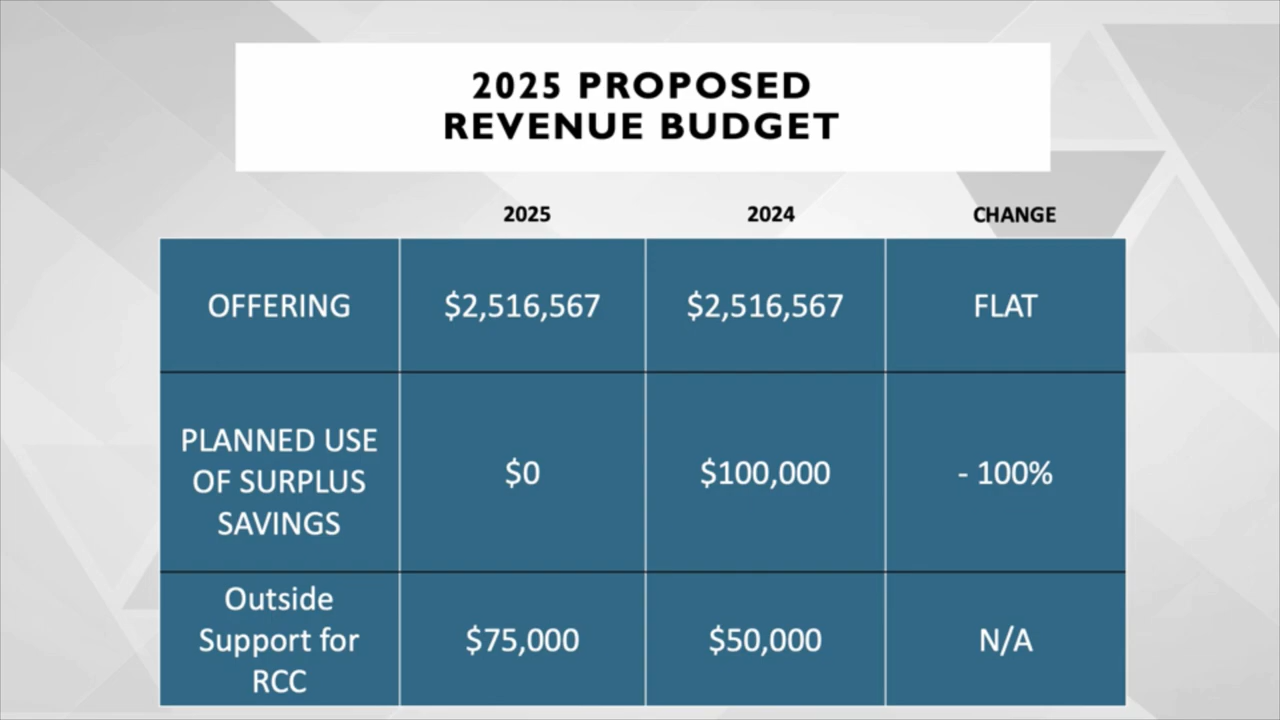 2025 PROPOSED
REVENUE BUDGET
2025 2024 CHANGE
OFFERING $2,516,567 $2,516,567 FLAT
PLANNED USE
OF SURPLUS
SAVINGS
$0 $100,000 - 100%
Outside
Support for
RCC
$75,000 $50,000 N/A